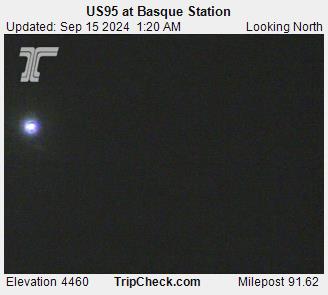 US95 at Basque Station
Updated: Sep 15 2024 1:20 AM Looking North
Elevation 4460 TripCheck.com Milepost 91.62